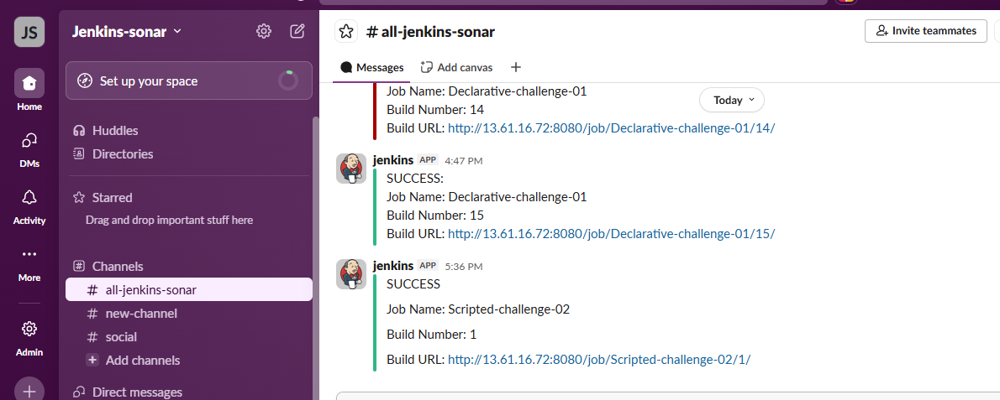 JS
Jenkins-sonar
Set up your space
Home
Huddles
Directories
DMs
Starred
Drag and drop important stuff here
Activity
Channels
More
all-jenkins-sonar
new-channel
social
Admin
Add channels
Direct messages
# all-jenkins-sonar
Invite teammates
Messages
Add canvas
Today
Job Name: Declarative-challenge-01
Build Number: 14
Build URL: http://13.61.16.72:8080/job/Declarative-challenge-01/14/
jenkins APP 4:47 PM
SUCCESS:
Job Name: Declarative-challenge-01
Build Number: 15
Build URL: http://13.61.16.72:8080/job/Declarative-challenge-01/15/
jenkins APP 5:36 PM
SUCCESS
Job Name: Scripted-challenge-02
Build Number: 1
Build URL: http://13.61.16.72:8080/job/Scripted-challenge-02/1/